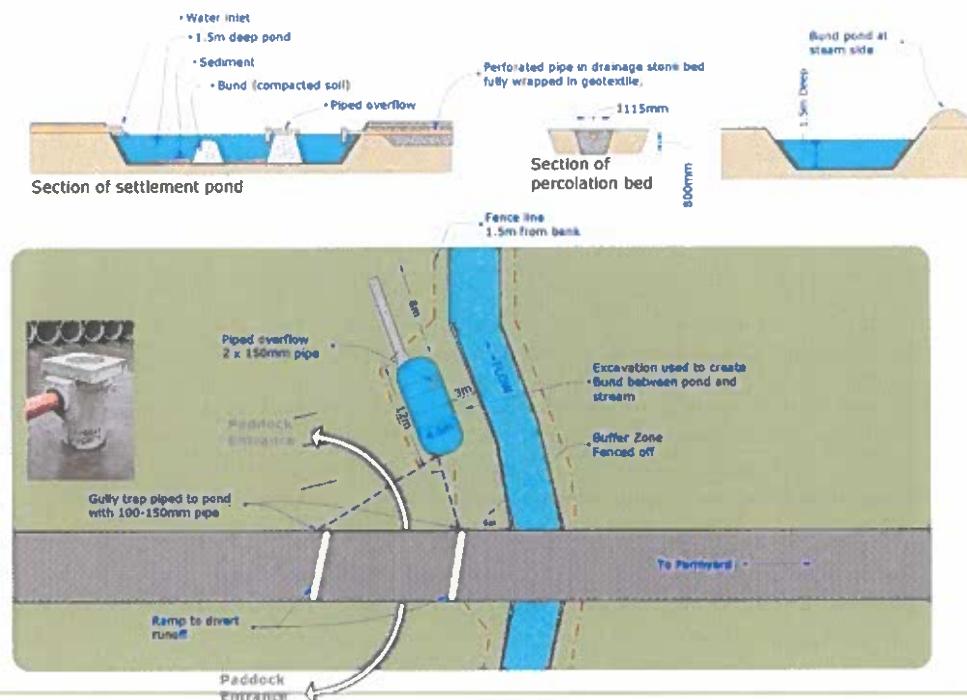 Water inlet
1.5m deep pond
Sediment
Bund (compacted soil)
Piped overflow
Perforated pipe in drainage stone bed
fully wrapped in geotextile.
Section of settlement pond
1115mm
800mm
Section of
percolation bed
Bund pond at
steam side
1.5m Deep
Fence line
1.5m from bank
8m
Piped overflow
2 x 150mm pipe
FLOW
3m
12m
Excavation used to create
Bund between pond and
stream
Paddock
Entrance
Buffer Zone
Fenced off
Gully trap piped to pond
with 100-150mm pipe
To Farmyard
Ramp to divert
runoff
Paddock
Entrance